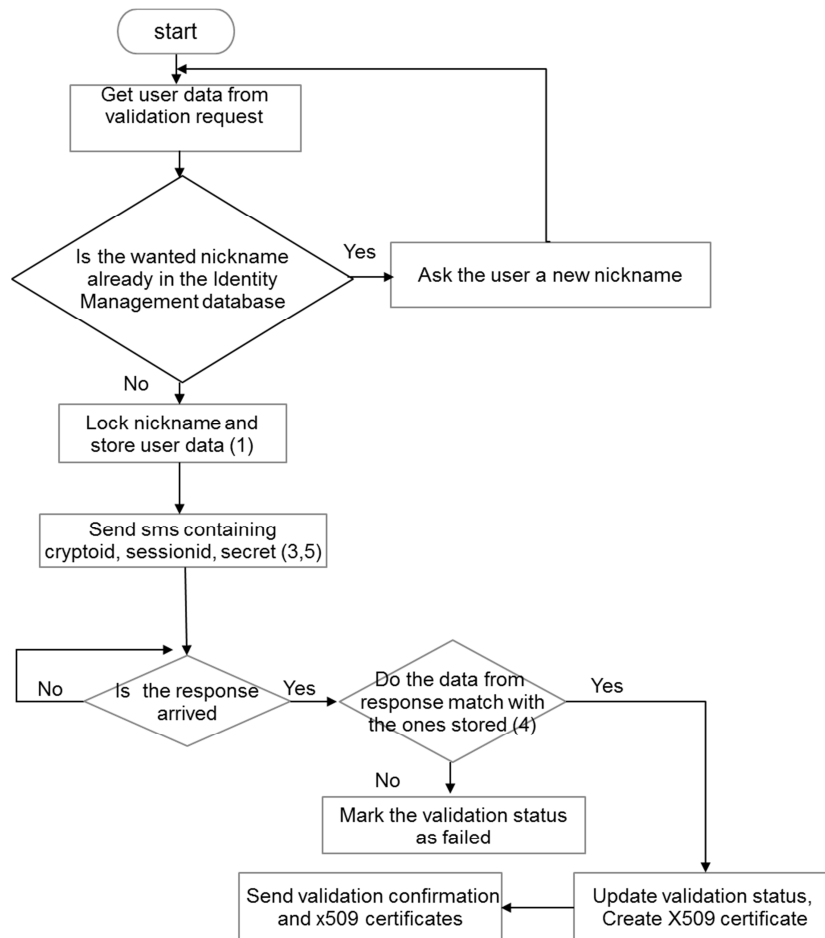 start
Get user data from
validation request
Is the wanted nickname
already in the Identity
Management database
Yes
Ask the user a new nickname
No
Lock nickname and
store user data (1)
Send sms containing
cryptoid, sessionid, secret (3,5)
No
Is the response
arrived
Yes
Do the data from
response match with
the ones stored (4)
Yes
No
Mark the validation status
as failed
Send validation confirmation
and x509 certificates
Update validation status,
Create X509 certificate